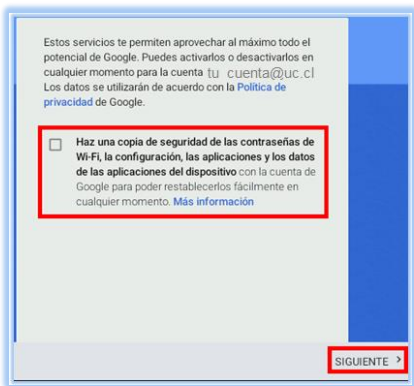 Estos servicios te permiten aprovechar al máximo todo el
potencial de Google. Puedes activarlos o desactivarlos en
cualquier momento para la cuenta tu_cuenta@uc.cl
Los datos se utilizarán de acuerdo con la Política de
privacidad de Google.
Haz una copia de seguridad de las contraseñas de
Wi-Fi, la configuración, las aplicaciones y los datos
de las aplicaciones del dispositivo con la cuenta de
Google para poder restablecerlos fácilmente en
cualquier momento. Más información
SIGUIENTE >